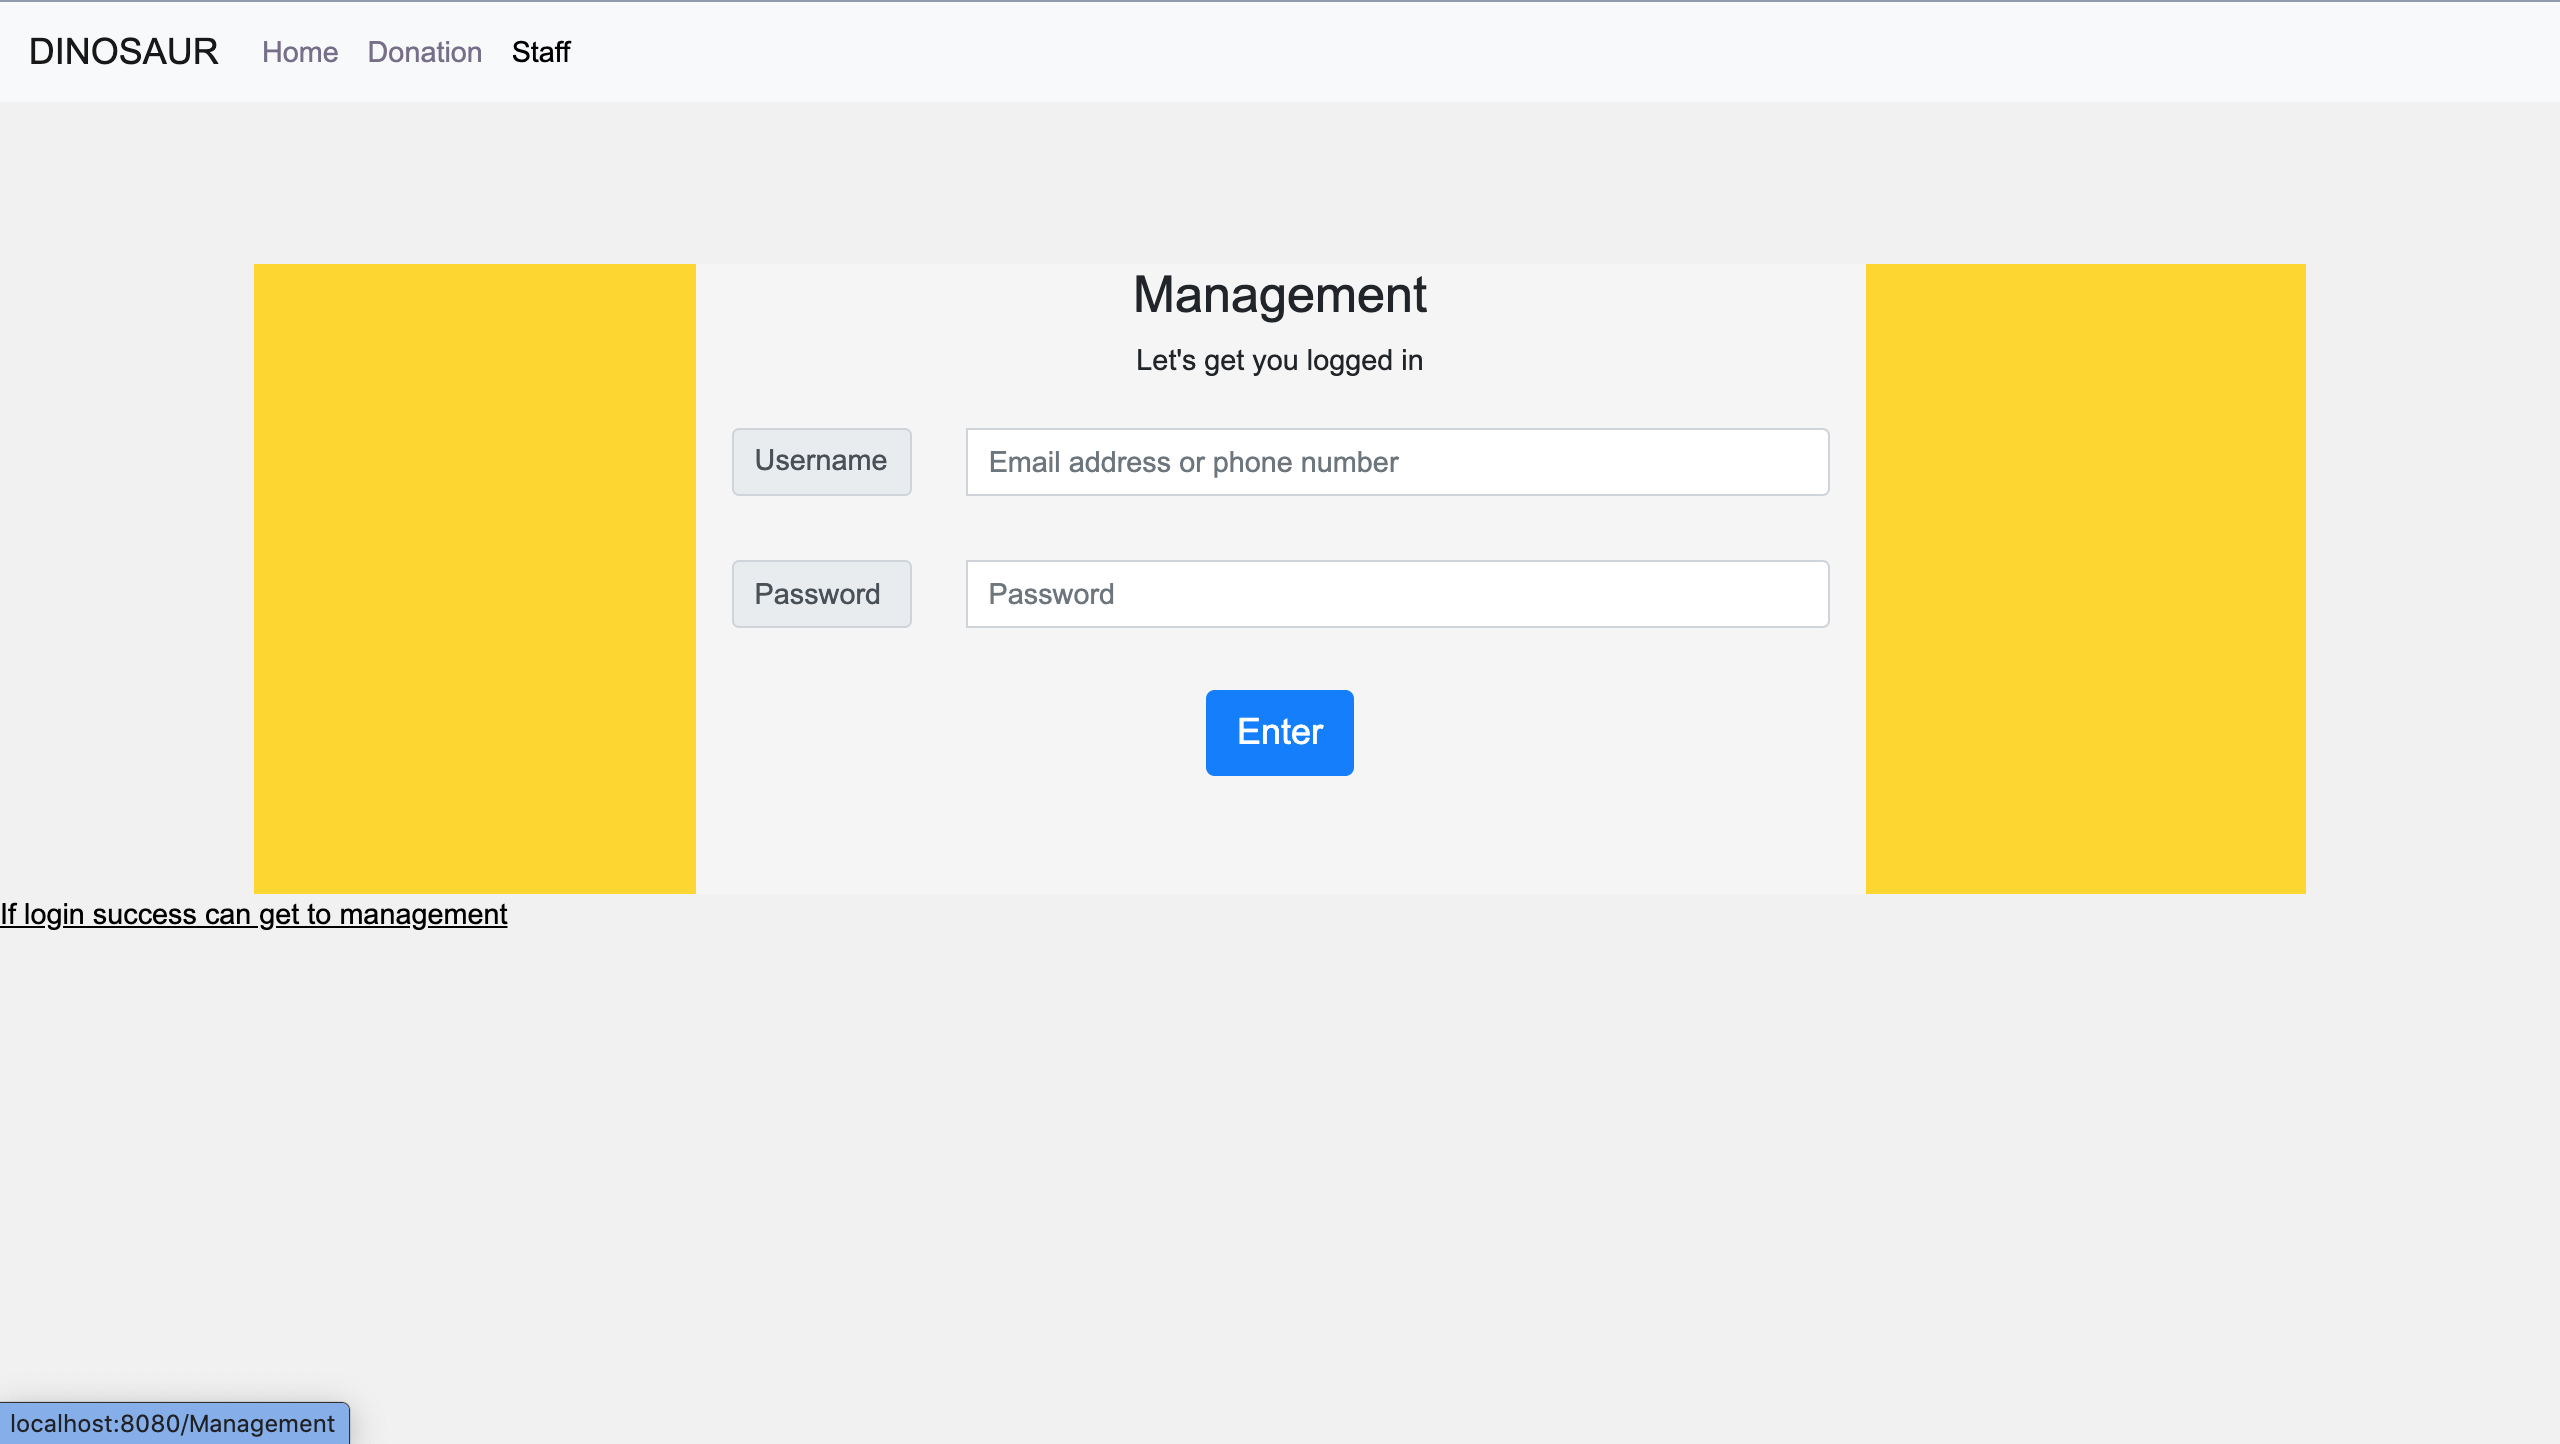 DINOSAUR Home Donation Staff
Management
Let's get you logged in
Username Email address or phone number
Password Password
Enter
If login success can get to management
localhost:8080/Management